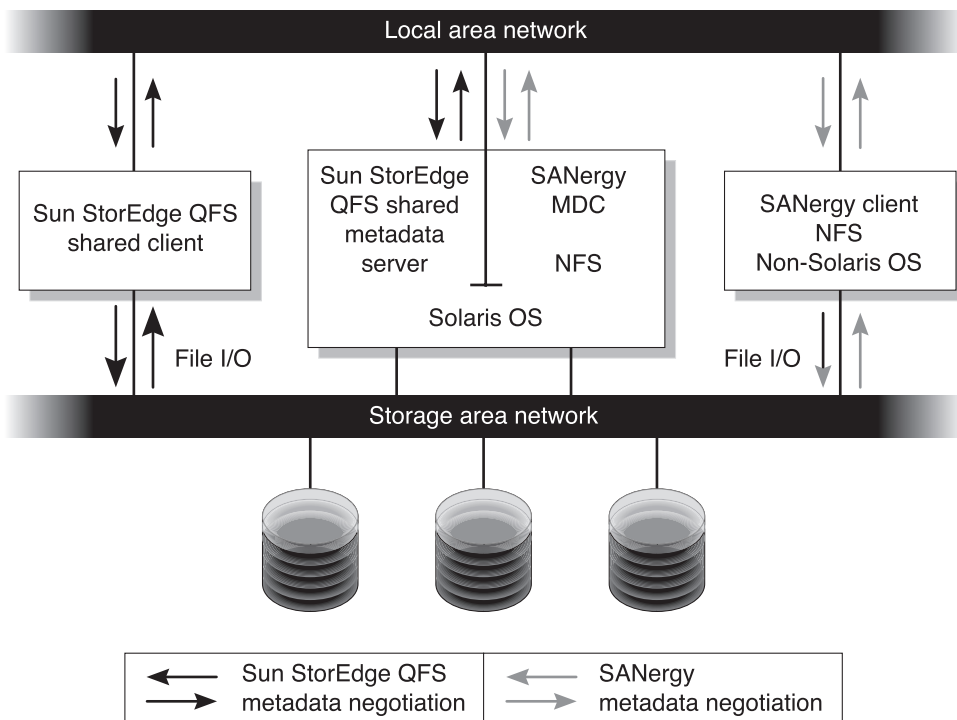 Local area network
Sun StorEdge QFS
shared client
Sun StorEdge
QFS shared
metadata
server
SANergy
MDC
NFS
Solaris OS
SANergy client
NFS
Non-Solaris OS
File I/O
File I/O
Storage area network
Sun StorEdge QFS
metadata negotiation
SANergy
metadata negotiation